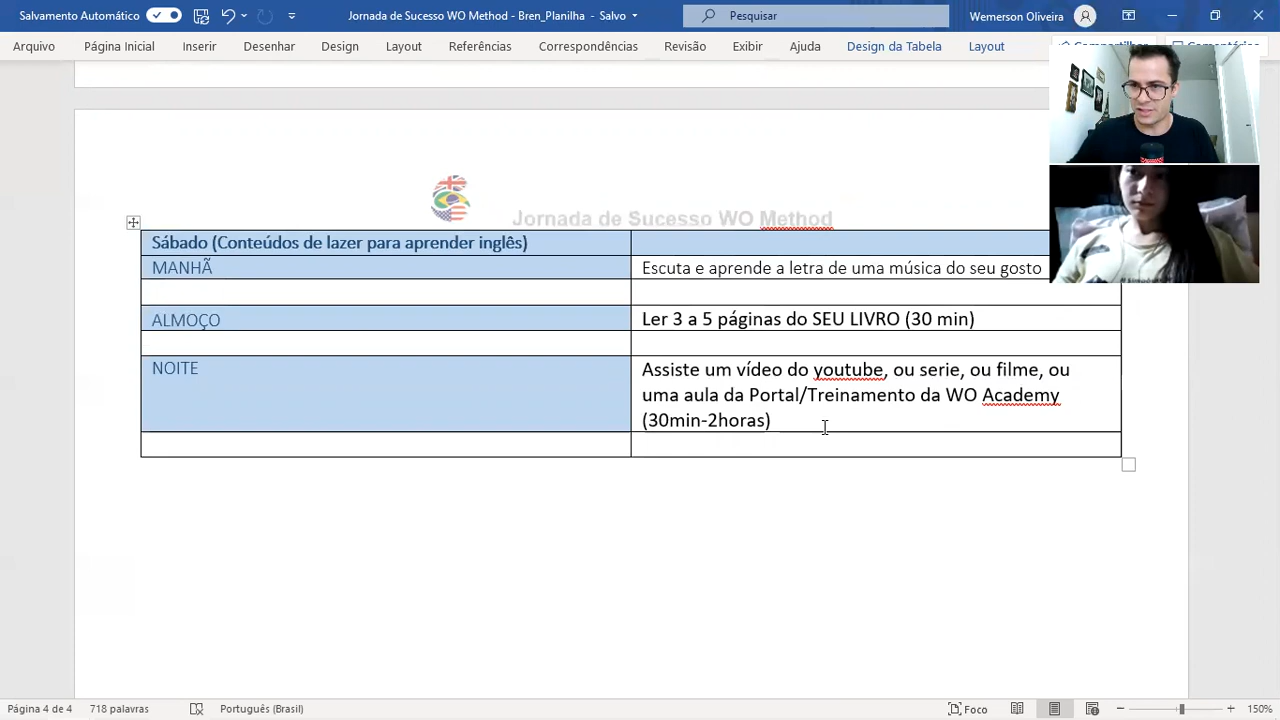 Salvamento Automático
Jornada de Sucesso WO Method - Bren_Planilha - Salvo
Pesquisar
Wemerson Oliveira
Arquivo Página Inicial Inserir Desenhar Design Layout Referências Correspondências Revisão Exibir Ajuda Design da Tabela Layout
Jornada de Sucesso WO Method
Sábado (Conteúdos de lazer para aprender inglês)
MANHÃ Escuta e aprende a letra de uma música do seu gosto
ALMOÇO Ler 3 a 5 páginas do SEU LIVRO (30 min)
NOITE Assiste um vídeo do youtube, ou serie, ou filme, ou
uma aula da Portal/Treinamento da WO Academy
(30min-2horas)
Página 4 de 4 718 palavras Português (Brasil) Foco 150%